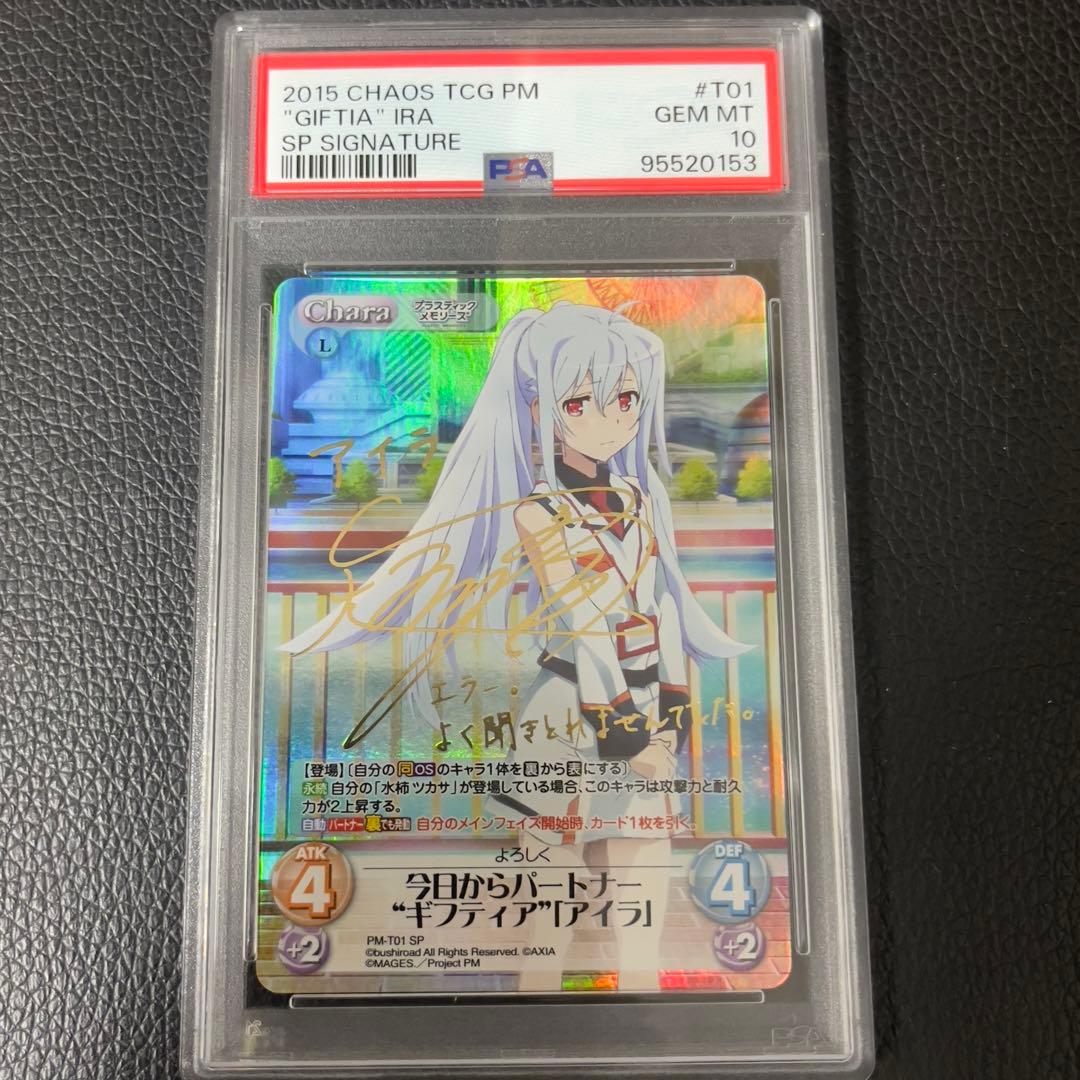 2015 CHAOS TCG PM #T01
"GIFTIA" IRA GEM MT
SP SIGNATURE 10
PSA 95520153
Chara
プラスティック
メモリーズ
L
アイラ
エラー。
よく聞きとれませんでした。
【登場】〔自分の同OSのキャラ1体を裏から表にする〕
永続 自分の「水柿 ツカサ」が登場している場合、このキャラは攻撃力と耐久
力が2上昇する。
自動 パートナー 裏でも発動 自分のメインフェイズ開始時、カード1枚を引く。
ATK
4
+2
よろしく
今日からパートナー
“ギフティア”「アイラ」
DEF
4
+2
PM-T01 SP
©bushiroad All Rights Reserved. ©AXIA
©MAGES.／Project PM
PSA